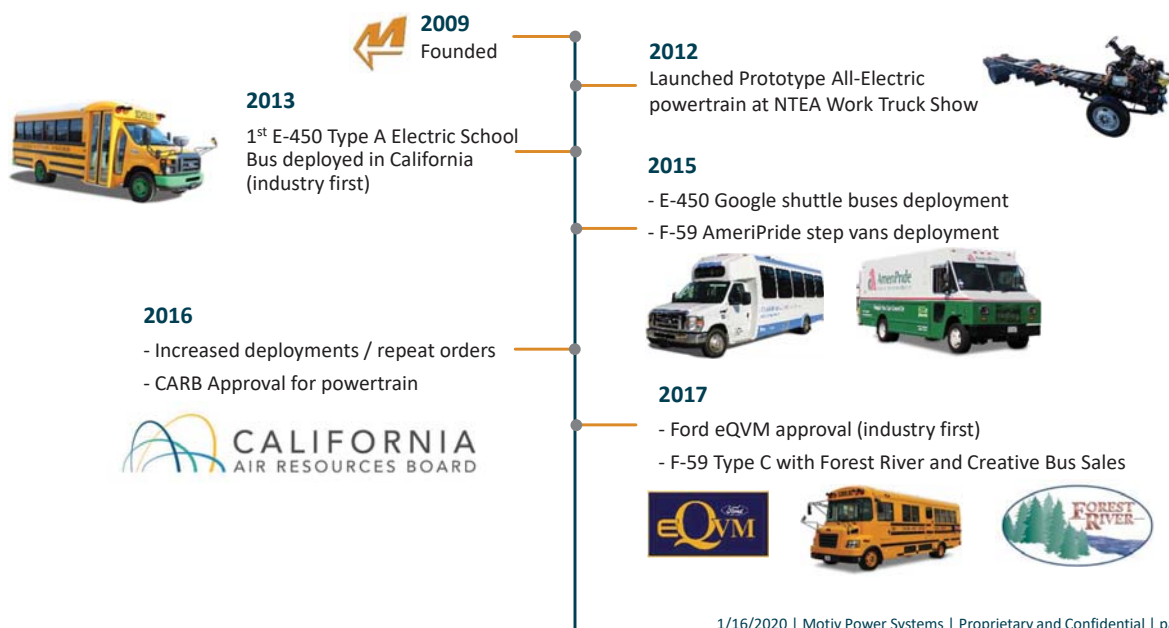 2009
Founded
2012
Launched Prototype All-Electric
powertrain at NTEA Work Truck Show
2013
1st E-450 Type A Electric School
Bus deployed in California
(industry first)
2015
- E-450 Google shuttle buses deployment
- F-59 AmeriPride step vans deployment
AmeriPride
2016
- Increased deployments / repeat orders
- CARB Approval for powertrain
CALIFORNIA
AIR RESOURCES BOARD
2017
- Ford eQVM approval (industry first)
- F-59 Type C with Forest River and Creative Bus Sales
Ford
eQVM
FOREST
RIVER
1/16/2020 | Motiv Power Systems | Proprietary and Confidential | p